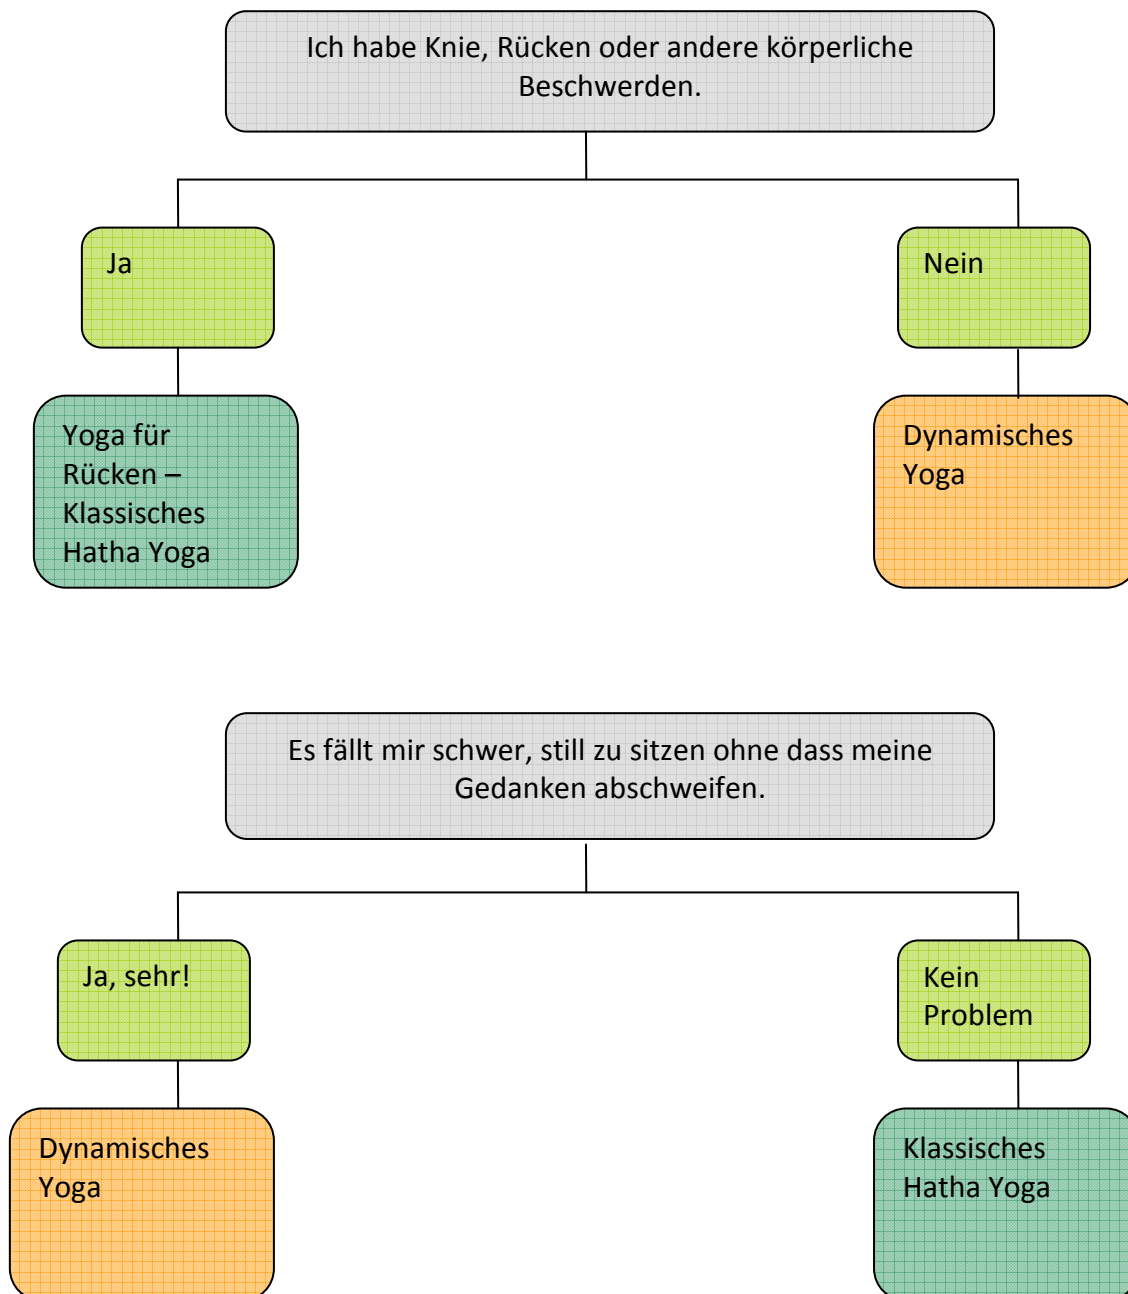 Ich habe Knie, Rücken oder andere körperliche
Beschwerden.
Ja
Nein
Yoga für
Rücken –
Klassisches
Hatha Yoga
Dynamisches
Yoga
Es fällt mir schwer, still zu sitzen ohne dass meine
Gedanken abschweifen.
Ja, sehr!
Kein
Problem
Dynamisches
Yoga
Klassisches
Hatha Yoga